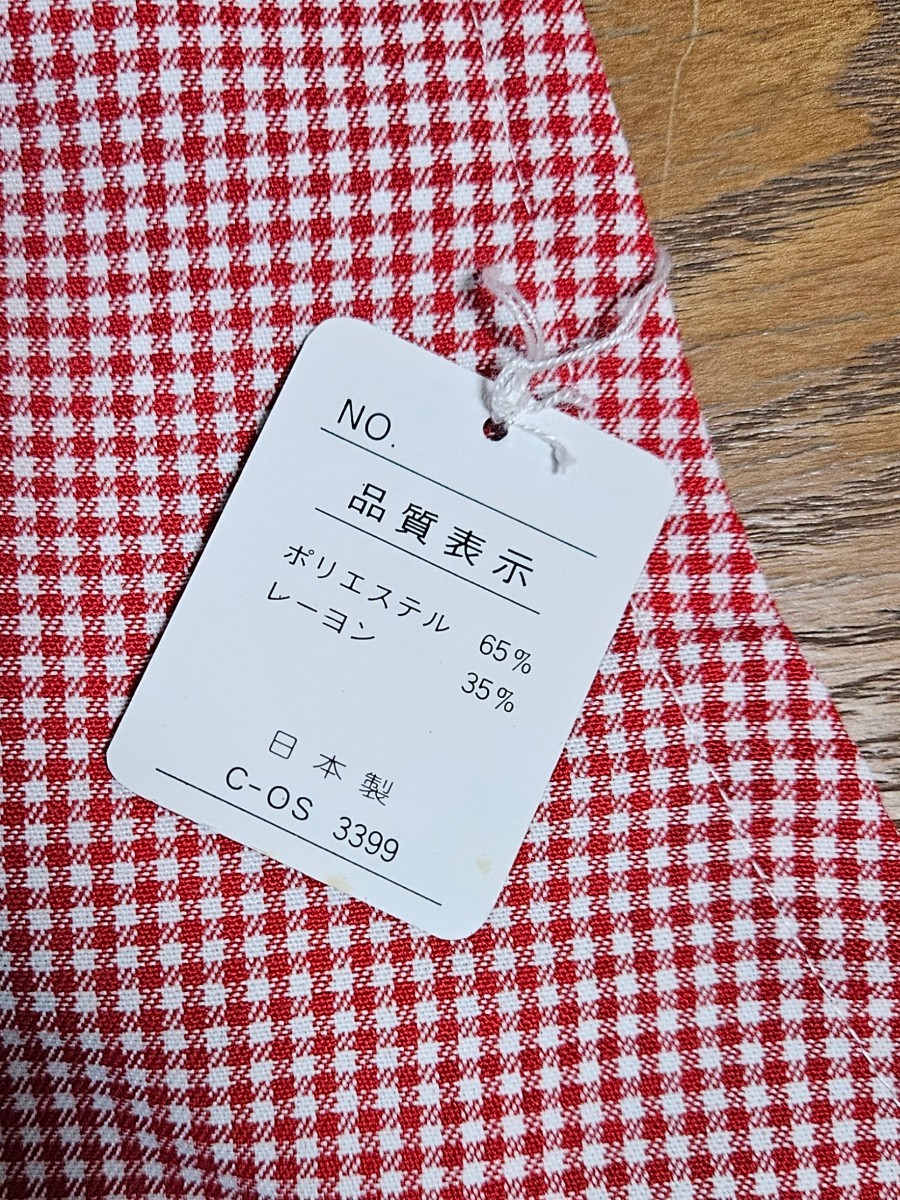 NO.
品質表示
ポリエステル 65%
レーヨン 35%
日本製
C-OS 3399